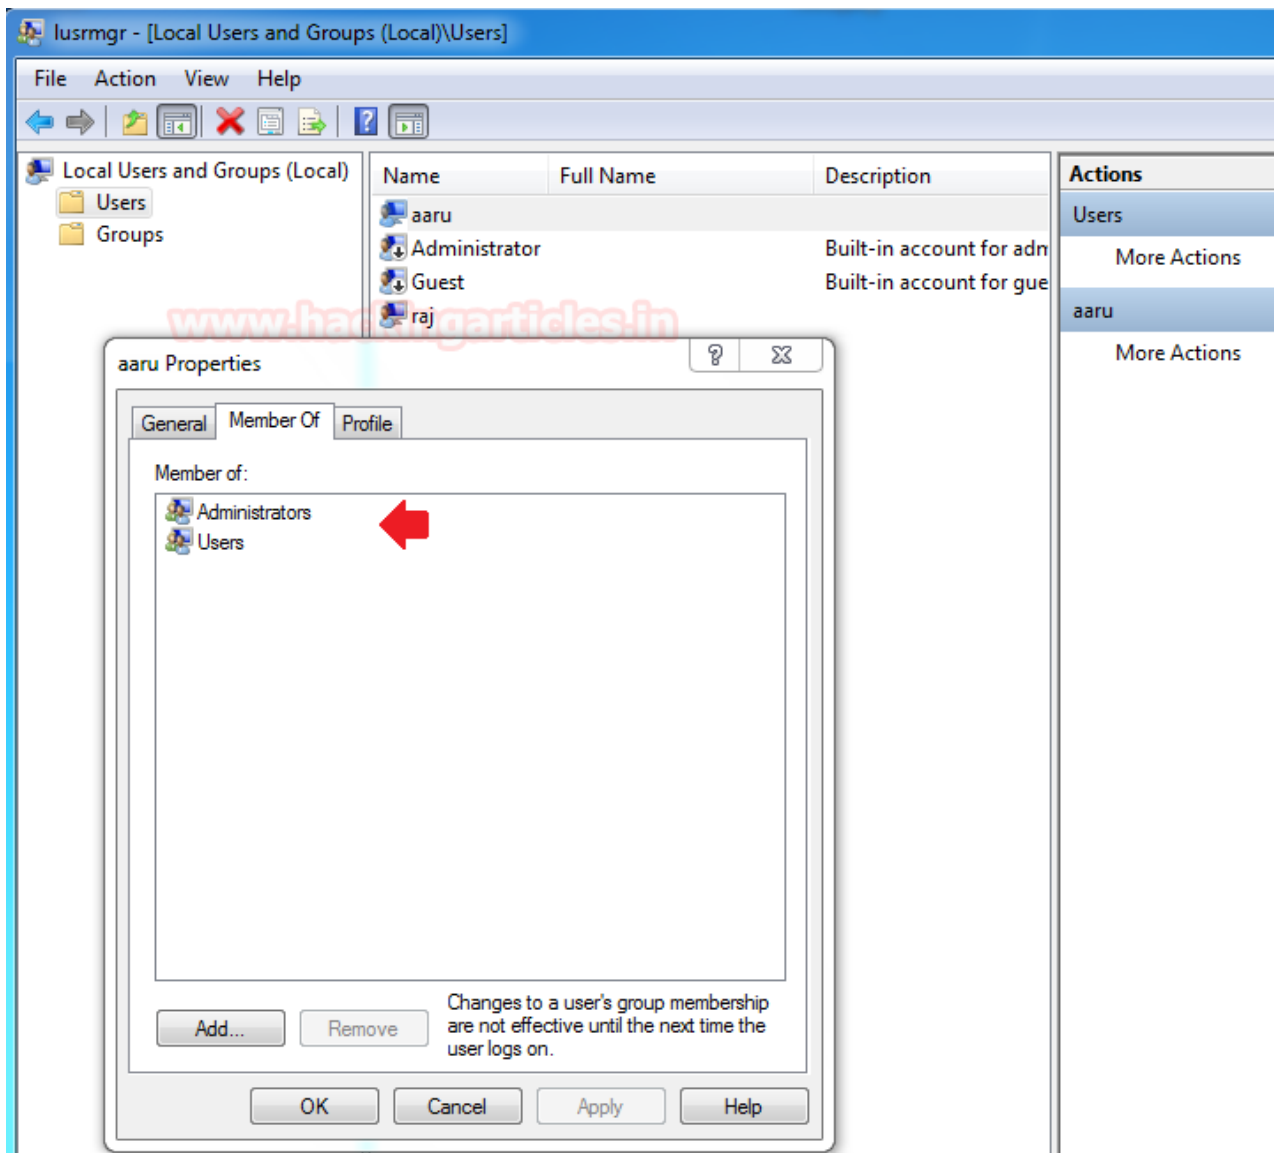 lusrmgr - [Local Users and Groups (Local)\Users]
File Action View Help
Local Users and Groups (Local)
Users
Groups
Name Full Name Description
aaru
Administrator Built-in account for adm
Guest Built-in account for gue
raj
Actions
Users
More Actions
aaru
More Actions
www.hackingarticles.in
aaru Properties
General Member Of Profile
Member of:
Administrators
Users
Add... Remove
Changes to a user's group membership
are not effective until the next time the
user logs on.
OK Cancel Apply Help